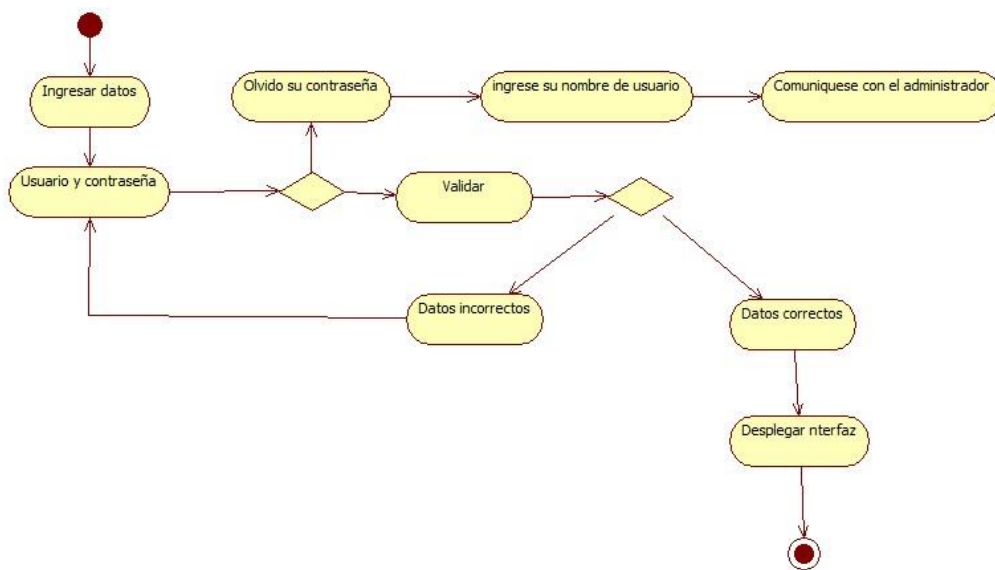 Ingresar datos
Olvido su contraseña
ingrese su nombre de usuario
Comuniquese con el administrador
Usuario y contraseña
Validar
Datos incorrectos
Datos correctos
Desplegar nterfaz